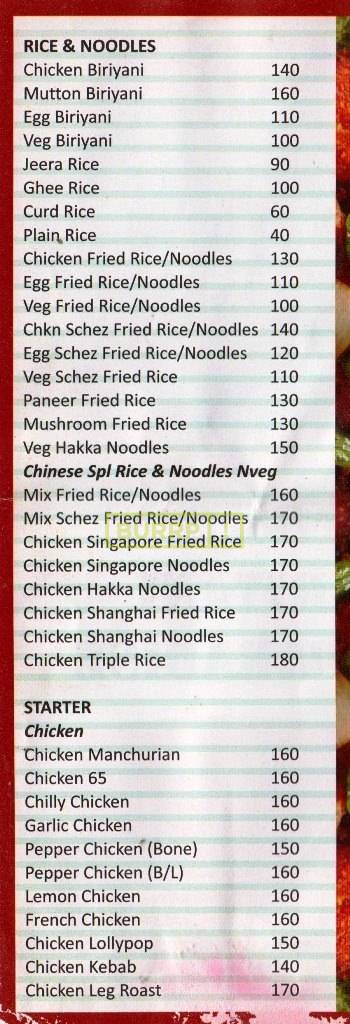 RICE & NOODLES
Chicken Biriyani 140
Mutton Biriyani 160
Egg Biriyani 110
Veg Biriyani 100
Jeera Rice 90
Ghee Rice 100
Curd Rice 60
Plain Rice 40
Chicken Fried Rice/Noodles 130
Egg Fried Rice/Noodles 110
Veg Fried Rice/Noodles 100
Chkn Schez Fried Rice/Noodles 140
Egg Schez Fried Rice/Noodles 120
Veg Schez Fried Rice 110
Paneer Fried Rice 130
Mushroom Fried Rice 130
Veg Hakka Noodles 150
Chinese Spl Rice & Noodles Nveg
Mix Fried Rice/Noodles 160
Mix Schez Fried Rice/Noodles 170
BURRP!
Chicken Singapore Fried Rice 170
Chicken Singapore Noodles 170
Chicken Hakka Noodles 170
Chicken Shanghai Fried Rice 170
Chicken Shanghai Noodles 170
Chicken Triple Rice 180
STARTER
Chicken
Chicken Manchurian 160
Chicken 65 160
Chilly Chicken 160
Garlic Chicken 160
Pepper Chicken (Bone) 150
Pepper Chicken (B/L) 160
Lemon Chicken 160
French Chicken 160
Chicken Lollypop 150
Chicken Kebab 140
Chicken Leg Roast 170